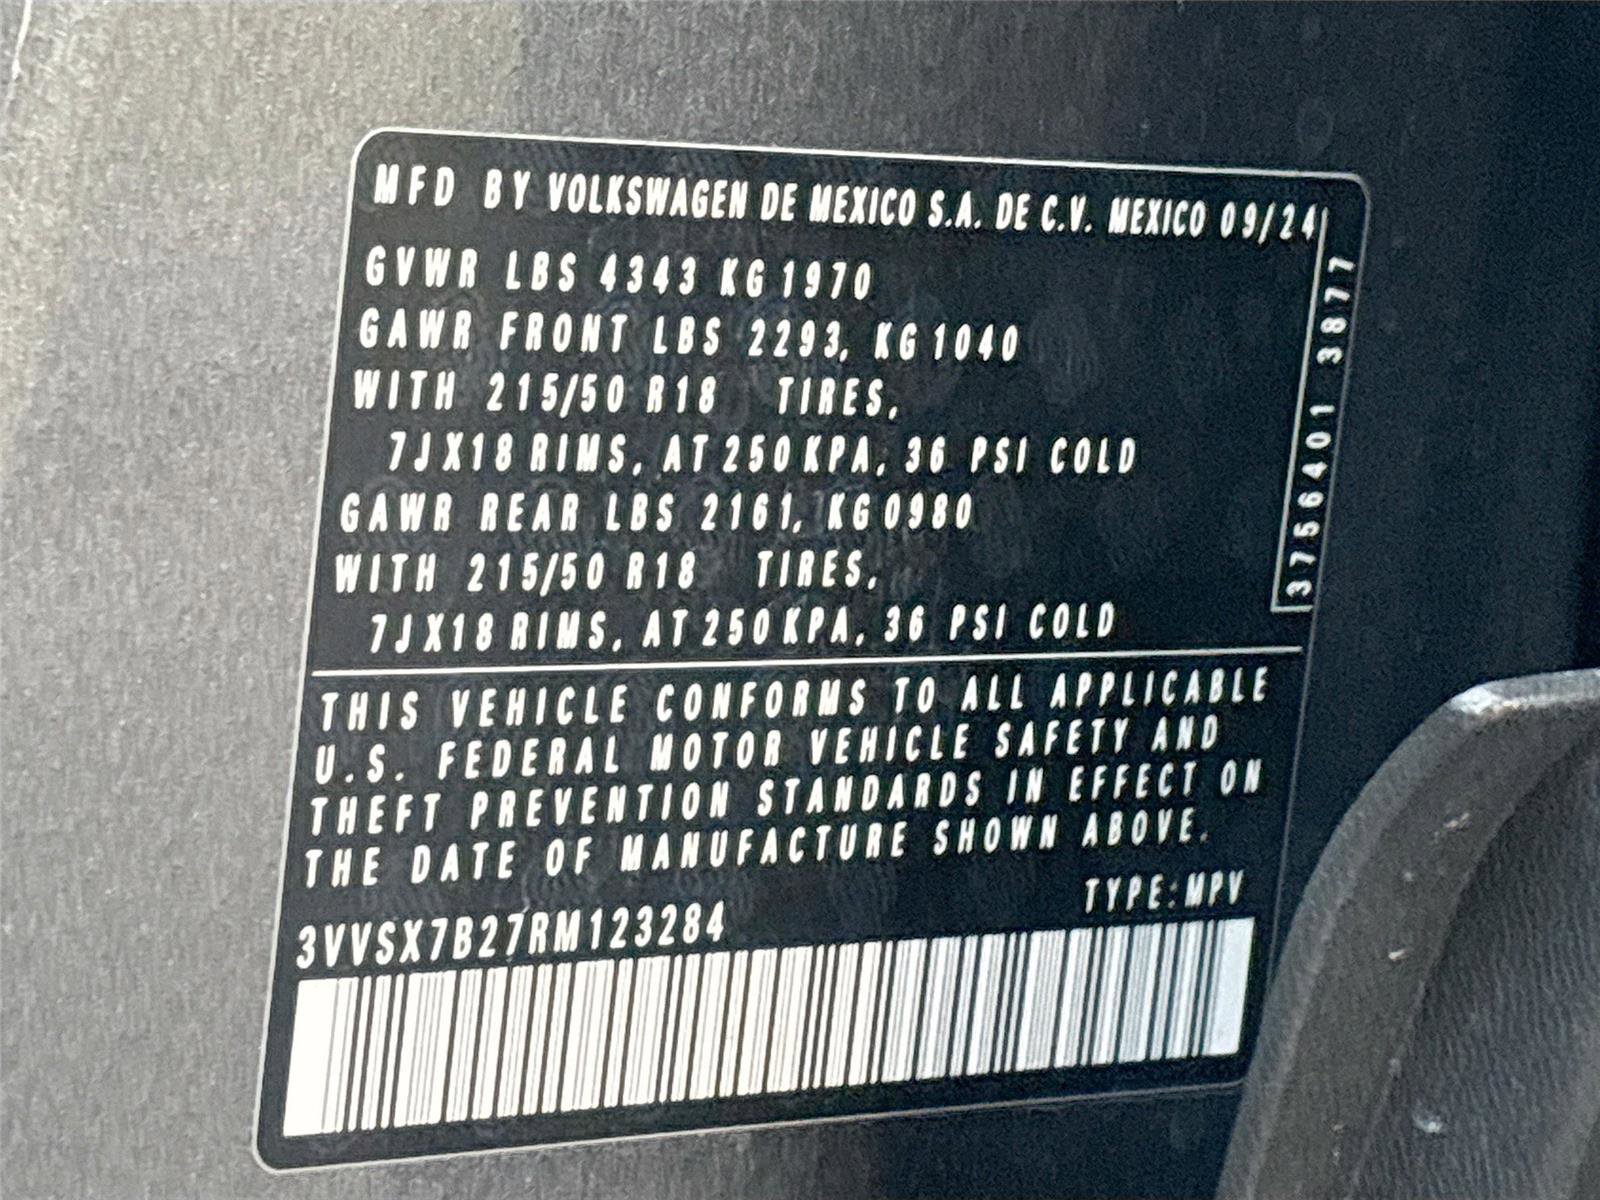 MFD BY VOLKSWAGEN DE MEXICO S.A. DE C.V. MEXICO 09/24
GVWR LBS 4343 KG 1970
GAWR FRONT LBS 2293, KG 1040
WITH 215/50 R18 TIRES,
7JX18 RIMS, AT 250 KPA, 36 PSI COLD
GAWR REAR LBS 2161, KG 0980
WITH 215/50 R18 TIRES,
7JX18 RIMS, AT 250 KPA, 36 PSI COLD
3756401 3877
THIS VEHICLE CONFORMS TO ALL APPLICABLE
U.S. FEDERAL MOTOR VEHICLE SAFETY AND
THEFT PREVENTION STANDARDS IN EFFECT ON
THE DATE OF MANUFACTURE SHOWN ABOVE.
TYPE:MPV
3VVSX7B27RM123284